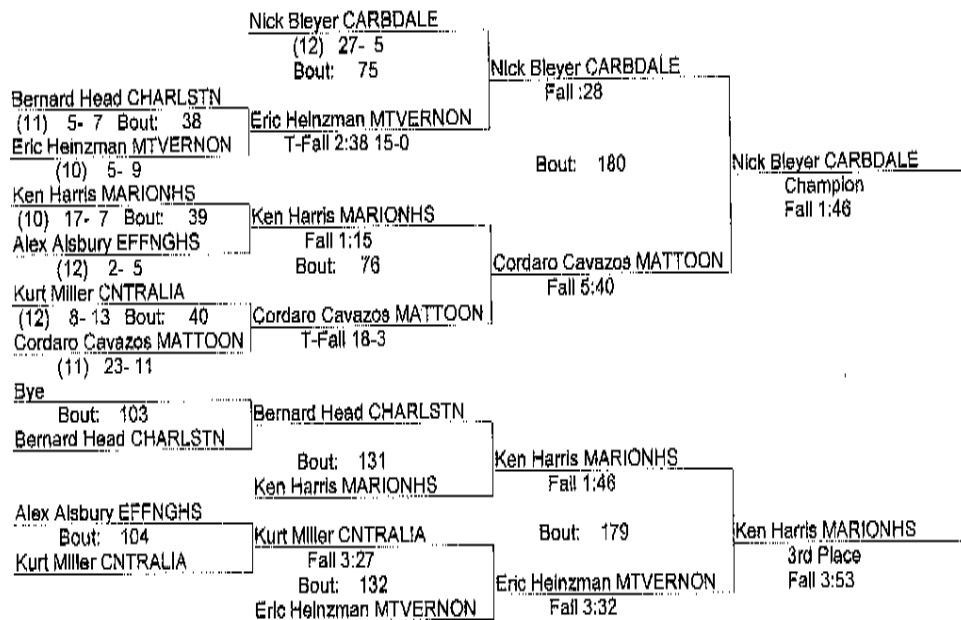 Nick Bleyer CARBDALE
(12) 27- 5
Bout: 75
Nick Bleyer CARBDALE
Fall :28
Bernard Head CHARLSTN
(11) 5- 7 Bout: 38
Eric Heinzman MTVERNON
T-Fall 2:38 15-0
Eric Heinzman MTVERNON
(10) 5- 9
Bout: 180
Nick Bleyer CARBDALE
Champion
Fall 1:46
Ken Harris MARIONHS
(10) 17- 7 Bout: 39
Ken Harris MARIONHS
Fall 1:15
Alex Alsbury EFFNGHS
(12) 2- 5
Bout: 76
Cordaro Cavazos MATTOON
Fall 5:40
Kurt Miller CNTRALIA
(12) 8- 13 Bout: 40
Cordaro Cavazos MATTOON
T-Fall 18-3
Cordaro Cavazos MATTOON
(11) 23- 11
Bye
Bout: 103
Bernard Head CHARLSTN
Bernard Head CHARLSTN
Bout: 131
Ken Harris MARIONHS
Ken Harris MARIONHS
Fall 1:46
Alex Alsbury EFFNGHS
Bout: 104
Kurt Miller CNTRALIA
Kurt Miller CNTRALIA
Fall 3:27
Bout: 132
Eric Heinzman MTVERNON
Bout: 179
Eric Heinzman MTVERNON
Fall 3:32
Ken Harris MARIONHS
3rd Place
Fall 3:53